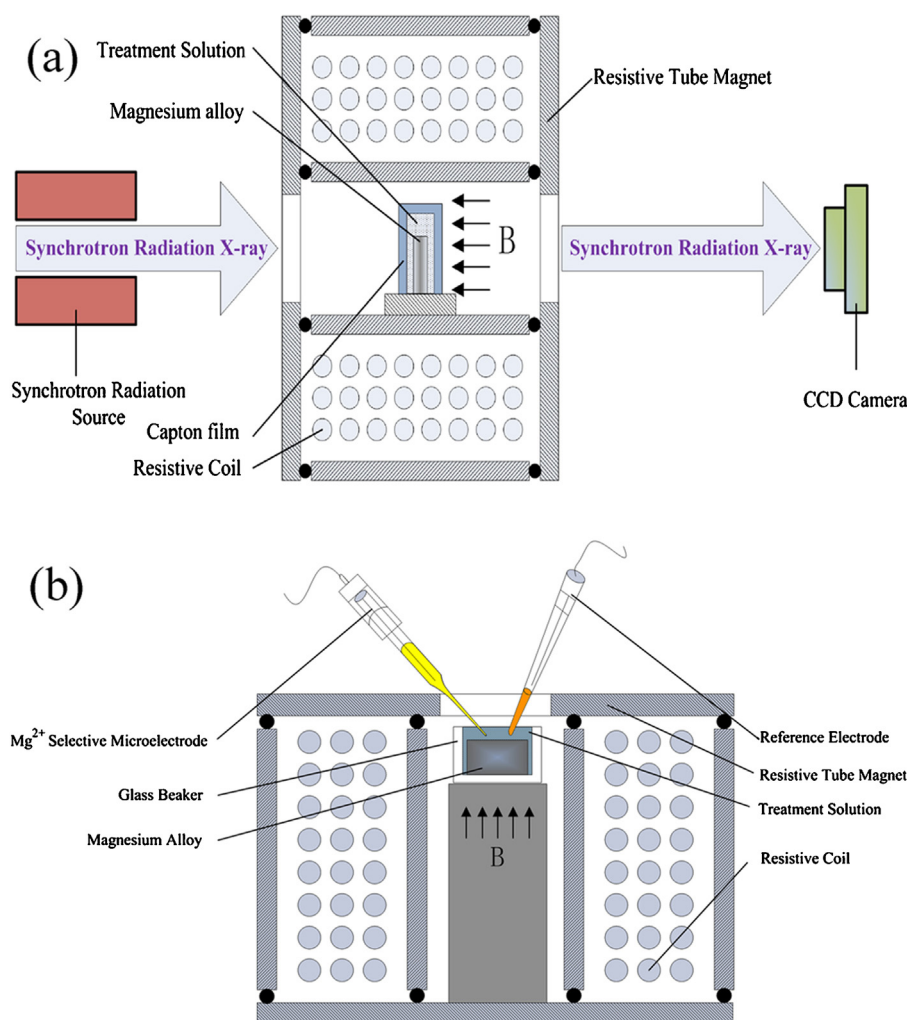 (a)
Treatment Solution
Magnesium alloy
Resistive Tube Magnet
Synchrotron Radiation X-ray
B
Synchrotron Radiation X-ray
Synchrotron Radiation
Source
Capton film
Resistive Coil
CCD Camera
(b)
Mg²⁺ Selective Microelectrode
Glass Beaker
Magnesium Alloy
B
Reference Electrode
Resistive Tube Magnet
Treatment Solution
Resistive Coil